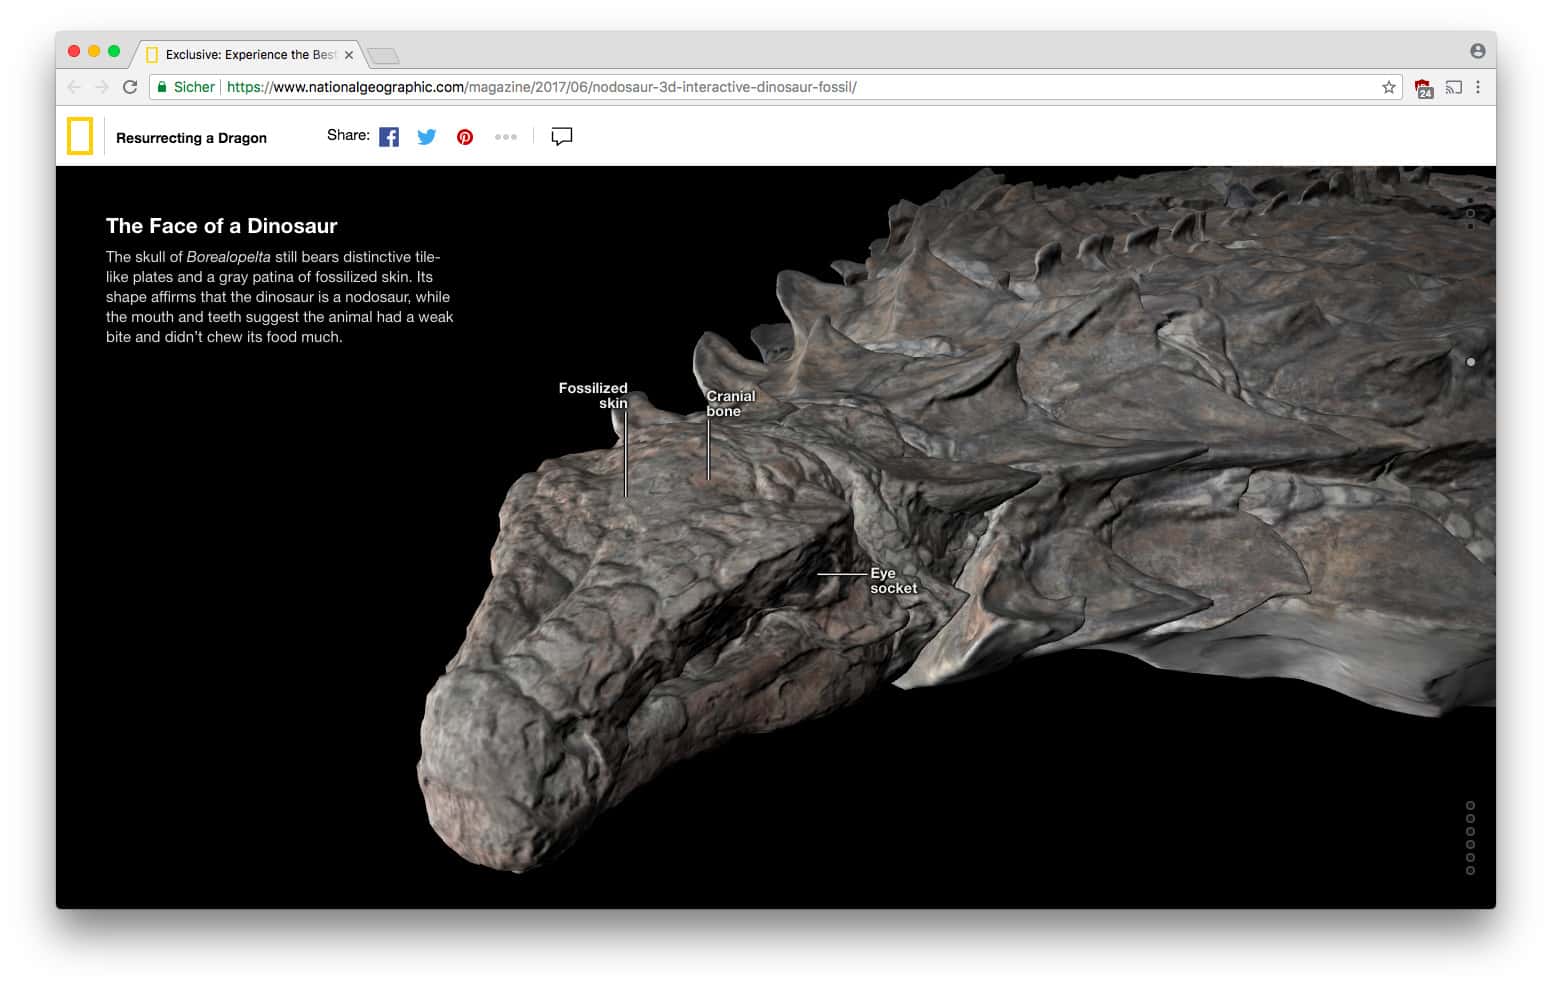 Exclusive: Experience the Best
Sicher
https://www.nationalgeographic.com/magazine/2017/06/nodosaur-3d-interactive-dinosaur-fossil/
24
Resurrecting a Dragon
Share:
The Face of a Dinosaur
The skull of Borealopelta still bears distinctive tile-
like plates and a gray patina of fossilized skin. Its
shape affirms that the dinosaur is a nodosaur, while
the mouth and teeth suggest the animal had a weak
bite and didn’t chew its food much.
Fossilized
skin
Cranial
bone
Eye
socket